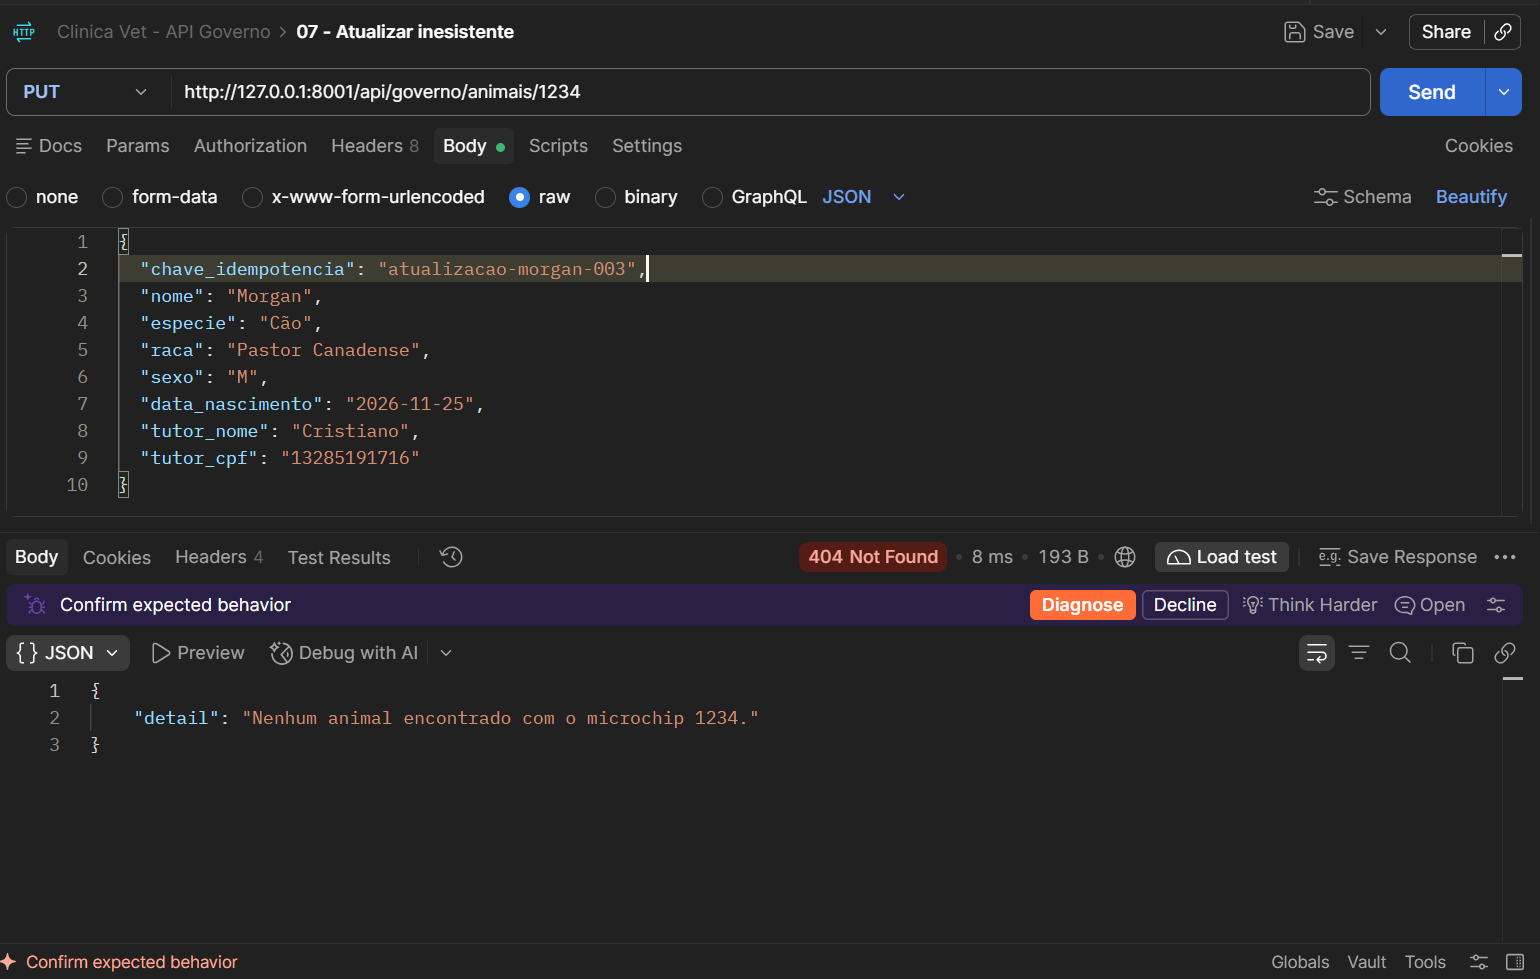 HTTP Clinica Vet - API Governo > 07 - Atualizar inesistente Save Share
PUT http://127.0.0.1:8001/api/governo/animais/1234 Send
Docs Params Authorization Headers 8 Body Scripts Settings Cookies
none form-data x-www-form-urlencoded raw binary GraphQL JSON Schema Beautify
1 {
2 "chave_idempotencia": "atualizacao-morgan-003",
3 "nome": "Morgan",
4 "especie": "Cão",
5 "raca": "Pastor Canadense",
6 "sexo": "M",
7 "data_nascimento": "2026-11-25",
8 "tutor_nome": "Cristiano",
9 "tutor_cpf": "13285191716"
10 }
Body Cookies Headers 4 Test Results 404 Not Found • 8 ms • 193 B • Load test e.g. Save Response
Confirm expected behavior Diagnose Decline Think Harder Open
{} JSON Preview Debug with AI
1 {
2 "detail": "Nenhum animal encontrado com o microchip 1234."
3 }
Confirm expected behavior Globals Vault Tools